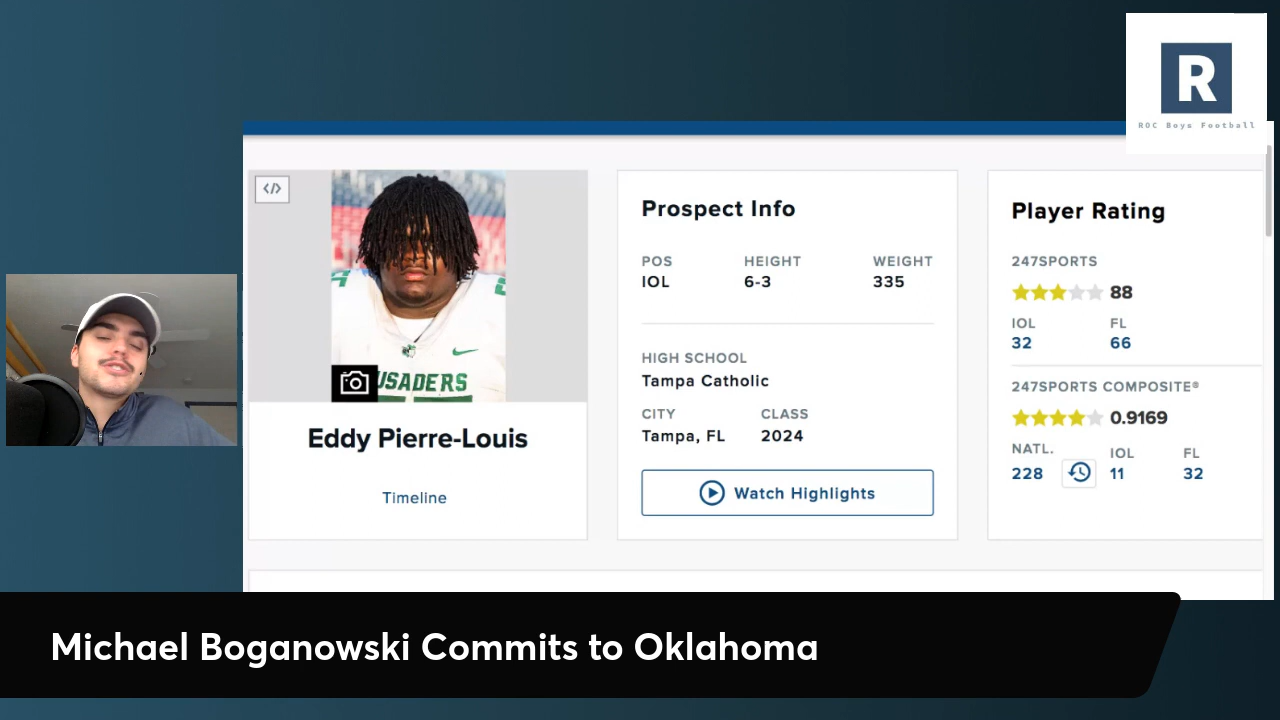 R
ROC Boys Football
</>
USADERS
Eddy Pierre-Louis
Timeline
Prospect Info
POS HEIGHT WEIGHT
IOL 6-3 335
HIGH SCHOOL
Tampa Catholic
CITY CLASS
Tampa, FL 2024
Watch Highlights
Player Rating
247SPORTS
88
IOL FL
32 66
247SPORTS COMPOSITE®
0.9169
NATL. IOL FL
228 11 32
Michael Boganowski Commits to Oklahoma